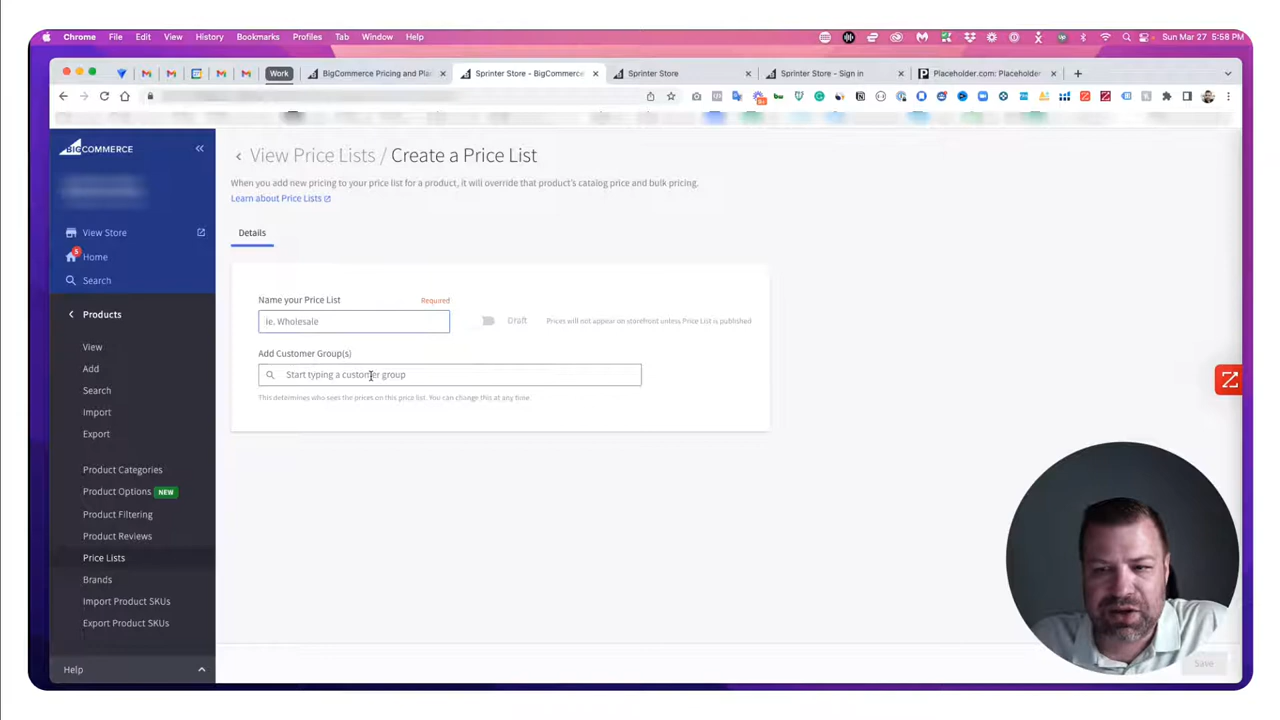 Chrome File Edit View History Bookmarks Profiles Tab Window Help Sun Mar 27 5:58 PM
Work BigCommerce Pricing and Pla Sprinter Store - BigCommerce Sprinter Store Sprinter Store - Sign in Placeholder.com: Placeholder
BIGCOMMERCE
View Store
5
Home
Search
Products
View
Add
Search
Import
Export
Product Categories
Product Options NEW
Product Filtering
Product Reviews
Price Lists
Brands
Import Product SKUs
Export Product SKUs
Help
View Price Lists / Create a Price List
When you add new pricing to your price list for a product, it will override that product's catalog price and bulk pricing.
Learn about Price Lists
Details
Name your Price List Required
ie. Wholesale Draft Prices will not appear on storefront unless Price List is published
Add Customer Group(s)
Start typing a customer group
This determines who sees the prices on this price list. You can change this at any time.
Save